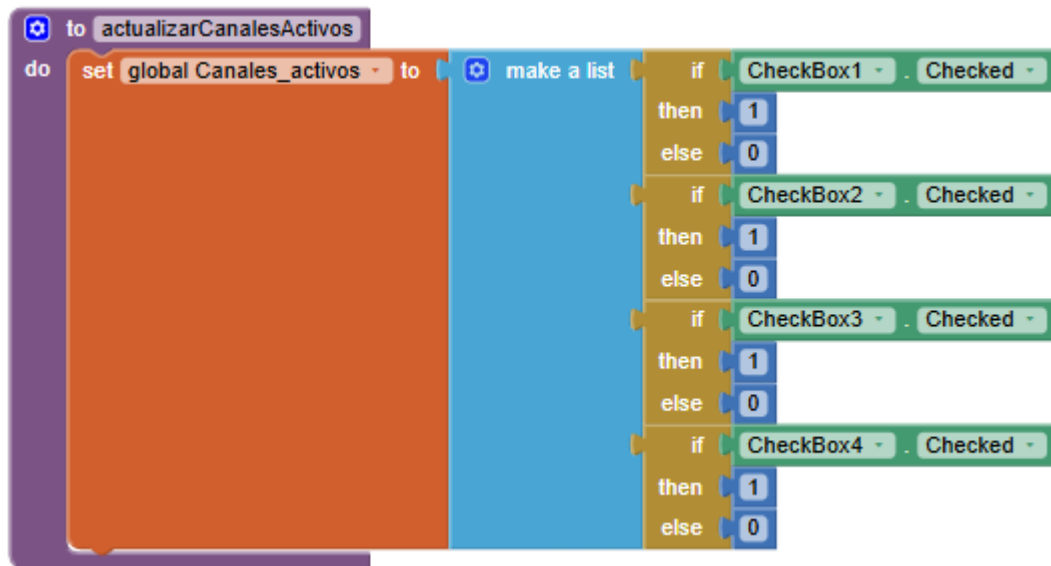 to actualizarCanalesActivos
do set global Canales_activos to make a list if CheckBox1 . Checked
then 1
else 0
if CheckBox2 . Checked
then 1
else 0
if CheckBox3 . Checked
then 1
else 0
if CheckBox4 . Checked
then 1
else 0